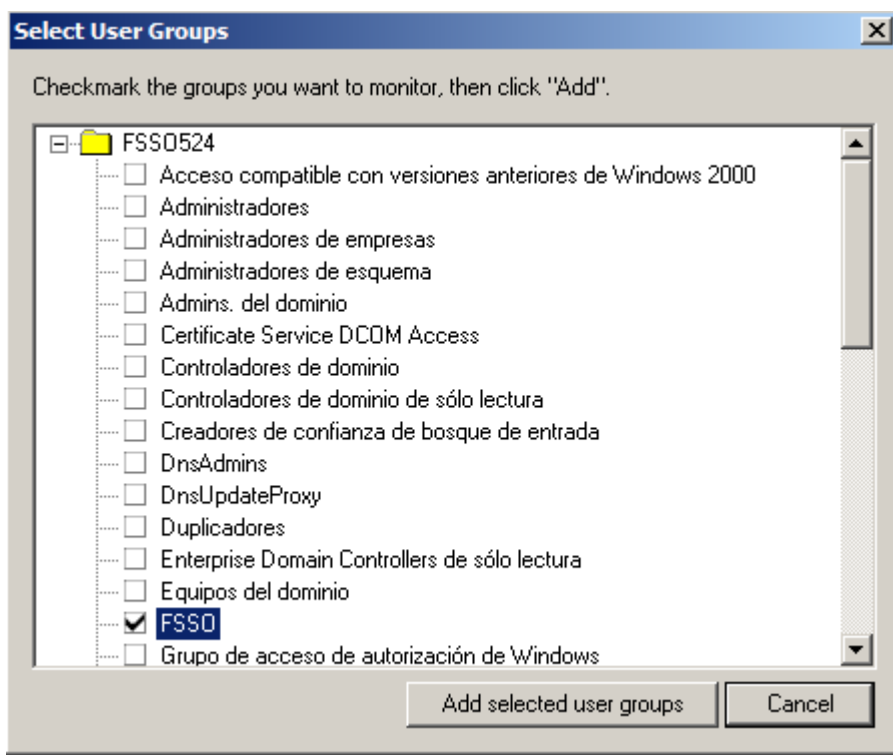 Select User Groups
Checkmark the groups you want to monitor, then click "Add".
FSSO524
Acceso compatible con versiones anteriores de Windows 2000
Administradores
Administradores de empresas
Administradores de esquema
Admins. del dominio
Certificate Service DCOM Access
Controladores de dominio
Controladores de dominio de sólo lectura
Creadores de confianza de bosque de entrada
DnsAdmins
DnsUpdateProxy
Duplicadores
Enterprise Domain Controllers de sólo lectura
Equipos del dominio
FSSO
Grupo de acceso de autorización de Windows
Add selected user groups
Cancel